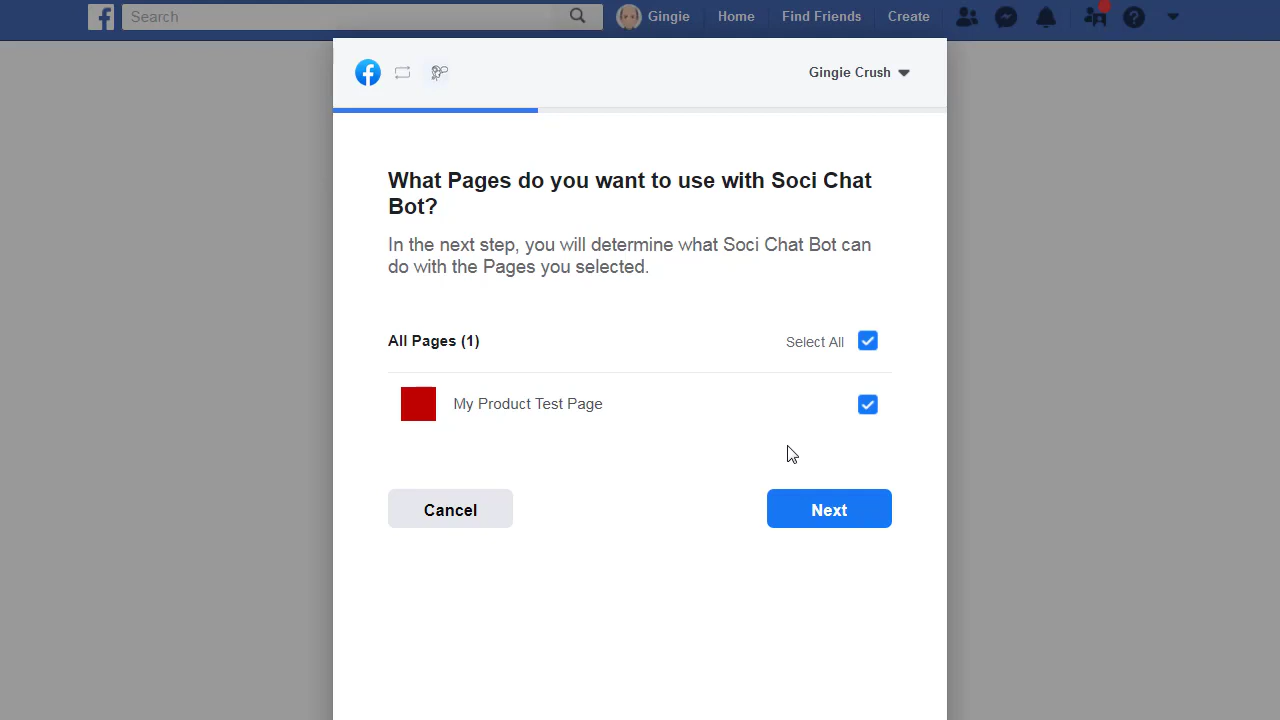 Search
Gingie
Home
Find Friends
Create
Gingie Crush
What Pages do you want to use with Soci Chat
Bot?
In the next step, you will determine what Soci Chat Bot can
do with the Pages you selected.
All Pages (1)
Select All
My Product Test Page
Cancel
Next